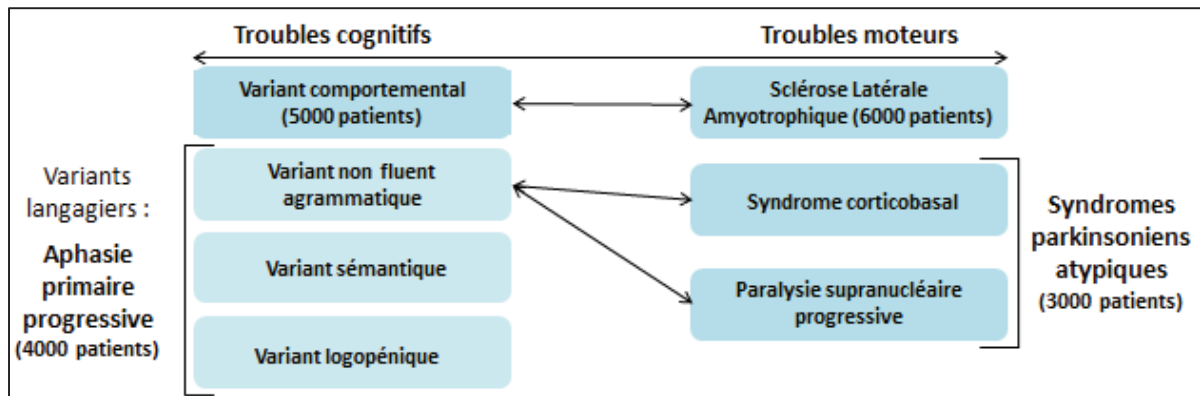 Troubles cognitifs
Troubles moteurs
Variant comportemental
(5000 patients)
Sclérose Latérale
Amyotrophique (6000 patients)
Variants
langagiers :
Aphasie
primaire
progressive
(4000 patients)
Variant non fluent
agrammatique
Variant sémantique
Variant logopénique
Syndrome corticobasal
Paralysie supranucléaire
progressive
Syndromes
parkinsoniens
atypiques
(3000 patients)